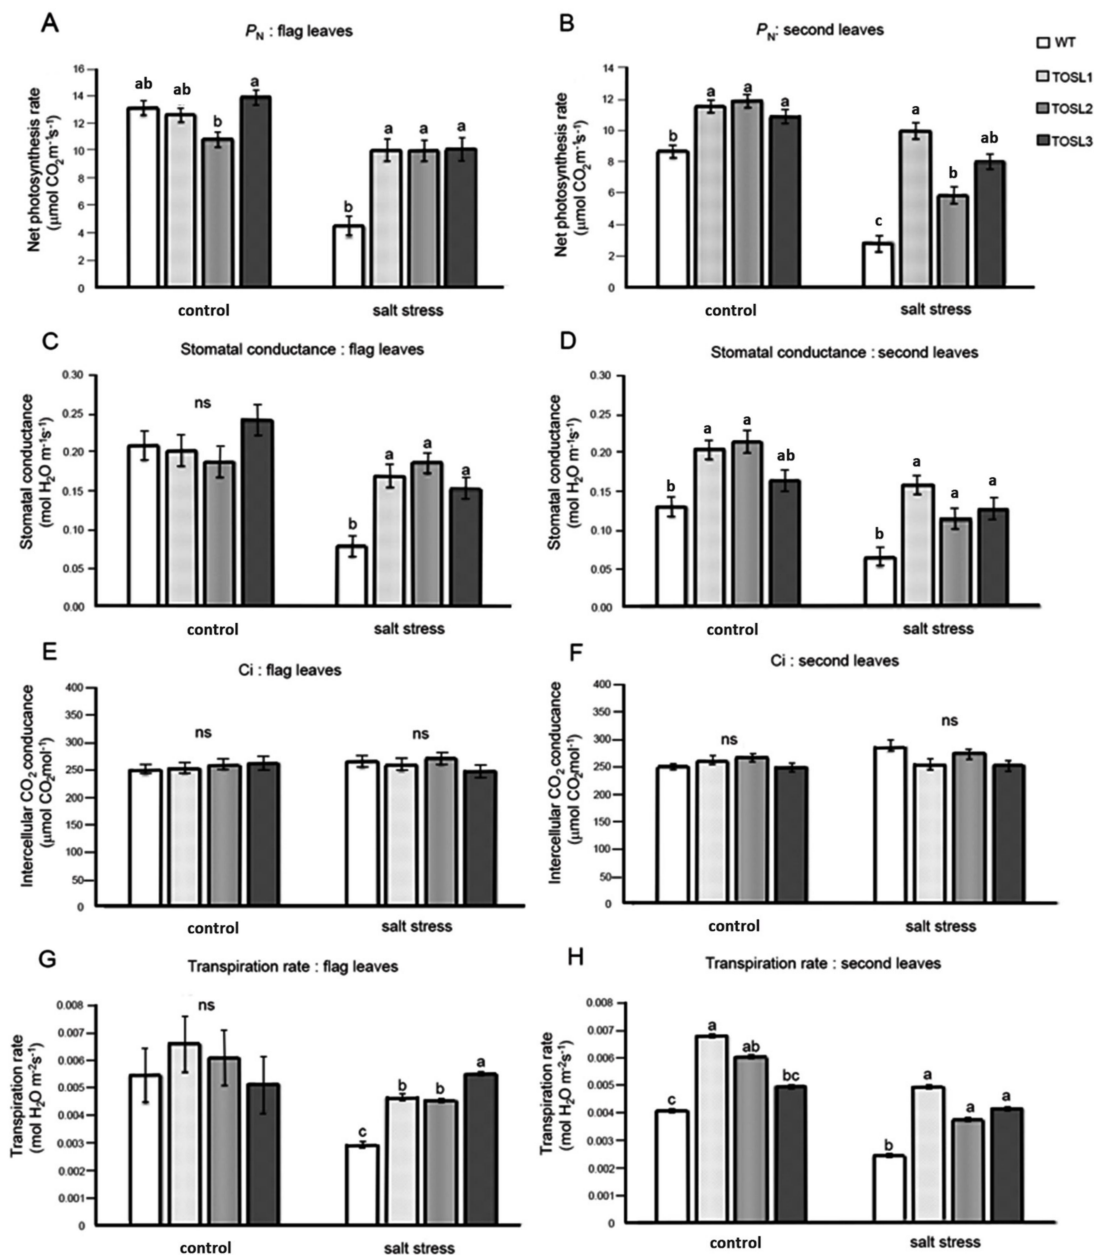 A
P_N : flag leaves
Net photosynthesis rate
(μmol CO₂m⁻¹s⁻¹)
16
14
12
10
8
6
4
2
0
ab
ab
b
a
b
a
a
a
control
salt stress
B
P_N: second leaves
Net photosynthesis rate
(μmol CO₂m⁻¹s⁻¹)
14
12
10
8
6
4
2
0
b
a
a
a
c
a
b
ab
control
salt stress
WT
TOSL1
TOSL2
TOSL3
C
Stomatal conductance : flag leaves
Stomatal conductance
(mol H₂O m⁻¹s⁻¹)
0.30
0.25
0.20
0.15
0.10
0.05
0.00
ns
b
a
a
a
control
salt stress
D
Stomatal conductance : second leaves
Stomatal conductance
(mol H₂O m⁻¹s⁻¹)
0.30
0.25
0.20
0.15
0.10
0.05
0.00
b
a
a
ab
b
a
a
a
control
salt stress
E
Ci : flag leaves
Intercellular CO₂ conducance
(μmol CO₂mol⁻¹)
400
350
300
250
200
150
100
50
0
ns
ns
control
salt stress
F
Ci : second leaves
Intercellular CO₂ conducance
(μmol CO₂mol⁻¹)
400
350
300
250
200
150
100
50
0
ns
ns
control
salt stress
G
Transpiration rate : flag leaves
Transpiration rate
(mol H₂O m⁻²s⁻¹)
0.008
0.007
0.006
0.005
0.004
0.003
0.002
0.001
0
ns
c
b
b
a
control
salt stress
H
Transpiration rate : second leaves
Transpiration rate
(mol H₂O m⁻²s⁻¹)
0.008
0.007
0.006
0.005
0.004
0.003
0.002
0.001
0
c
a
ab
bc
b
a
a
a
control
salt stress